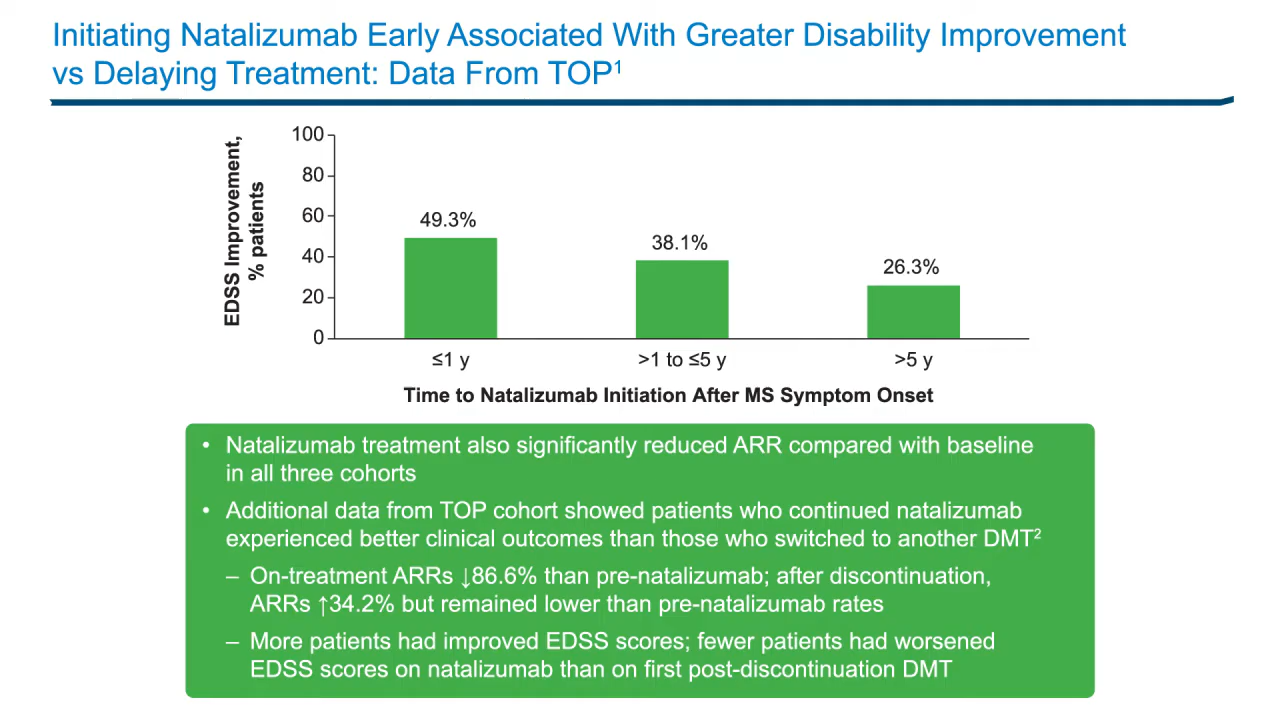 Initiating Natalizumab Early Associated With Greater Disability Improvement
vs Delaying Treatment: Data From TOP¹
EDSS Improvement,
% patients
100
80
60
40
20
0
49.3%
38.1%
26.3%
≤1 y
>1 to ≤5 y
>5 y
Time to Natalizumab Initiation After MS Symptom Onset
• Natalizumab treatment also significantly reduced ARR compared with baseline
in all three cohorts
• Additional data from TOP cohort showed patients who continued natalizumab
experienced better clinical outcomes than those who switched to another DMT²
– On-treatment ARRs ↓86.6% than pre-natalizumab; after discontinuation,
ARRs ↑34.2% but remained lower than pre-natalizumab rates
– More patients had improved EDSS scores; fewer patients had worsened
EDSS scores on natalizumab than on first post-discontinuation DMT